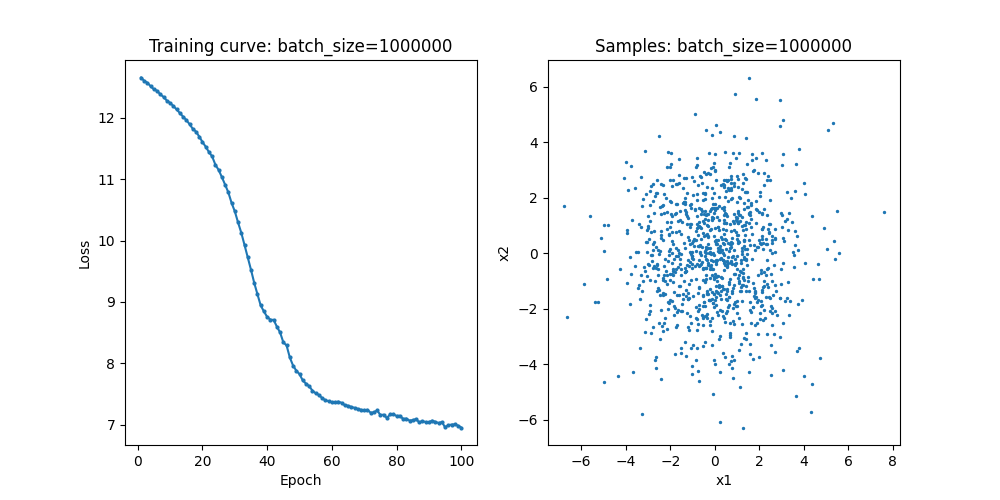 Training curve: batch_size=1000000
12
11
10
9
8
7
Loss
0 20 40 60 80 100
Epoch
Samples: batch_size=1000000
6
4
2
0
−2
−4
−6
x2
−6 −4 −2 0 2 4 6 8
x1